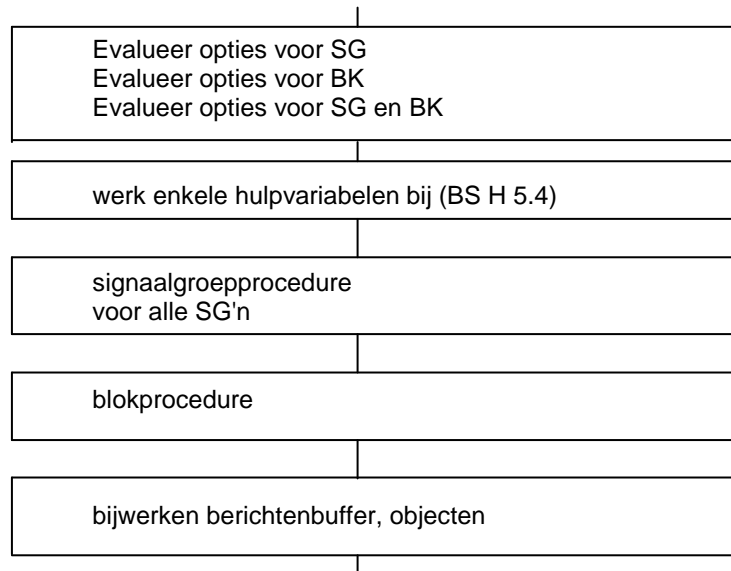 Evalueer opties voor SG
Evalueer opties voor BK
Evalueer opties voor SG en BK
werk enkele hulpvariabelen bij (BS H 5.4)
signaalgroepprocedure
voor alle SG'n
blokprocedure
bijwerken berichtenbuffer, objecten